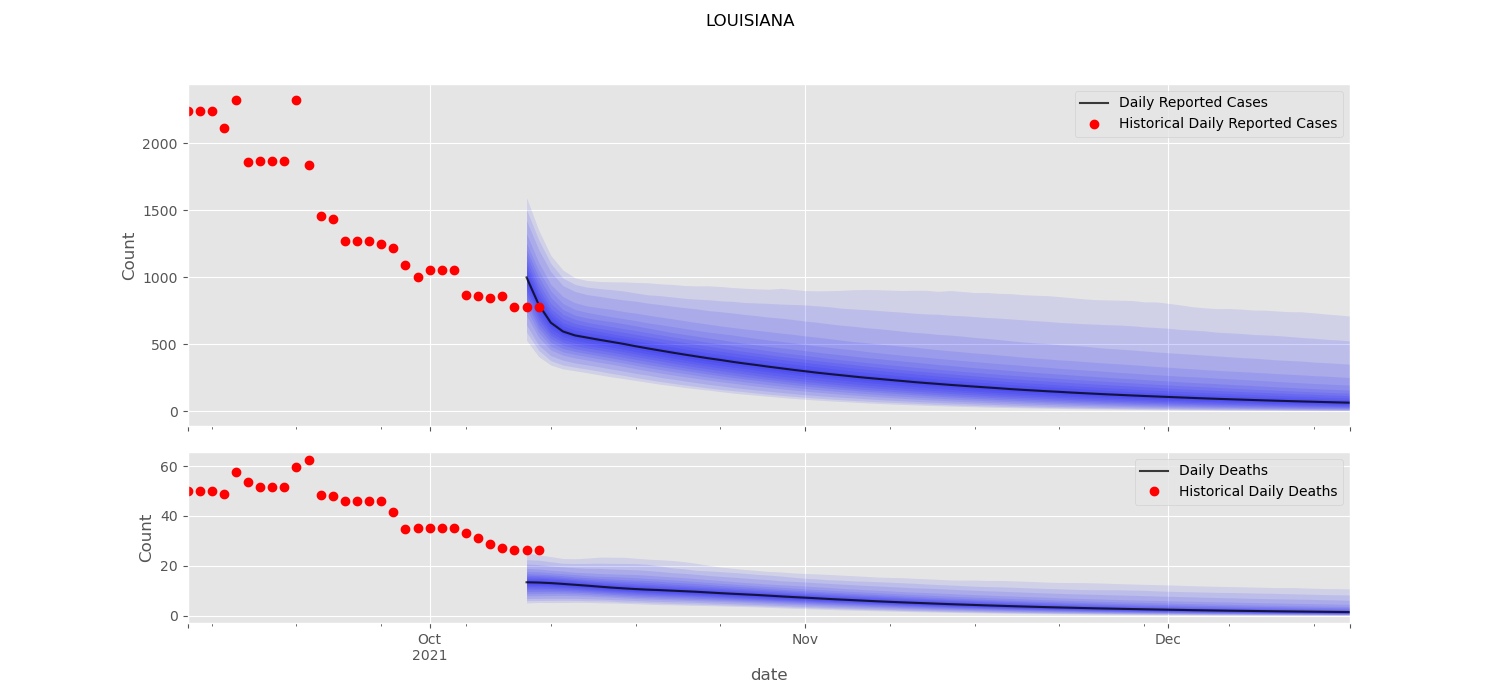 LOUISIANA
Daily Reported Cases
Historical Daily Reported Cases
2000
1500
1000
500
0
Count
Daily Deaths
Historical Daily Deaths
60
40
20
0
Count
Oct
2021
Nov
Dec
date